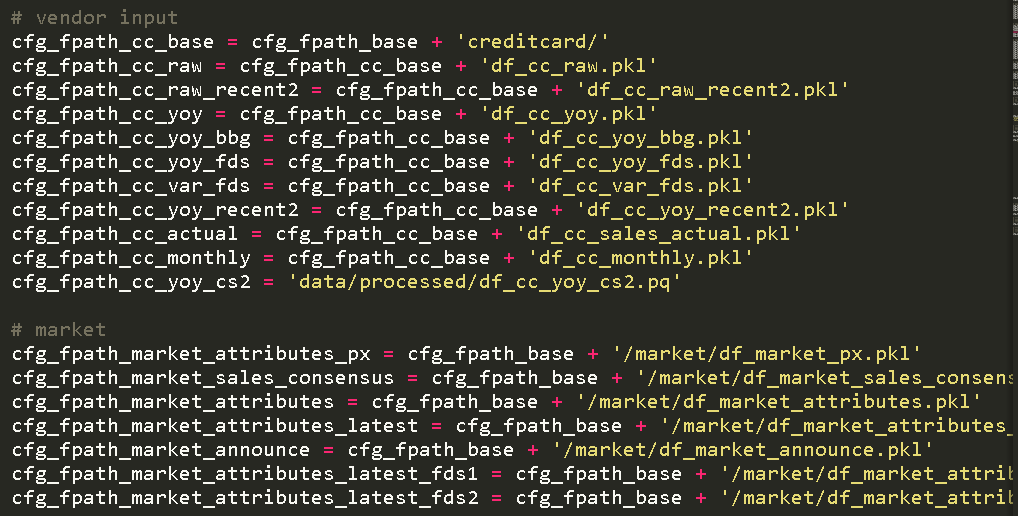 # vendor input
cfg_fpath_cc_base = cfg_fpath_base + 'creditcard/'
cfg_fpath_cc_raw = cfg_fpath_cc_base + 'df_cc_raw.pkl'
cfg_fpath_cc_raw_recent2 = cfg_fpath_cc_base + 'df_cc_raw_recent2.pkl'
cfg_fpath_cc_yoy = cfg_fpath_cc_base + 'df_cc_yoy.pkl'
cfg_fpath_cc_yoy_bbg = cfg_fpath_cc_base + 'df_cc_yoy_bbg.pkl'
cfg_fpath_cc_yoy_fds = cfg_fpath_cc_base + 'df_cc_yoy_fds.pkl'
cfg_fpath_cc_var_fds = cfg_fpath_cc_base + 'df_cc_var_fds.pkl'
cfg_fpath_cc_yoy_recent2 = cfg_fpath_cc_base + 'df_cc_yoy_recent2.pkl'
cfg_fpath_cc_actual = cfg_fpath_cc_base + 'df_cc_sales_actual.pkl'
cfg_fpath_cc_monthly = cfg_fpath_cc_base + 'df_cc_monthly.pkl'
cfg_fpath_cc_yoy_cs2 = 'data/processed/df_cc_yoy_cs2.pq'
# market
cfg_fpath_market_attributes_px = cfg_fpath_base + '/market/df_market_px.pkl'
cfg_fpath_market_sales_consensus = cfg_fpath_base + '/market/df_market_sales_consens
cfg_fpath_market_attributes = cfg_fpath_base + '/market/df_market_attributes.pkl'
cfg_fpath_market_attributes_latest = cfg_fpath_base + '/market/df_market_attributes_
cfg_fpath_market_announce = cfg_fpath_base + '/market/df_market_announce.pkl'
cfg_fpath_market_attributes_latest_fds1 = cfg_fpath_base + '/market/df_market_attrib
cfg_fpath_market_attributes_latest_fds2 = cfg_fpath_base + '/market/df_market_attrib